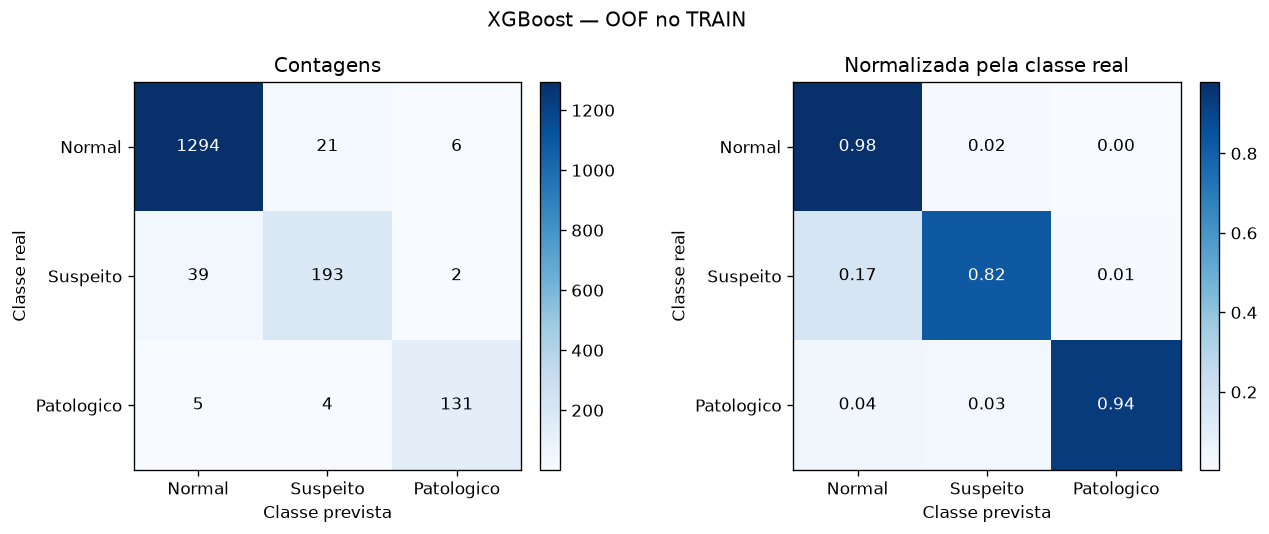 XGBoost — OOF no TRAIN
Contagens
Classe real
Normal
1294 21 6
Suspeito
39 193 2
Patologico
5 4 131
Normal Suspeito Patologico
Classe prevista
1200
1000
800
600
400
200
Normalizada pela classe real
Classe real
Normal
0.98 0.02 0.00
Suspeito
0.17 0.82 0.01
Patologico
0.04 0.03 0.94
Normal Suspeito Patologico
Classe prevista
0.8
0.6
0.4
0.2